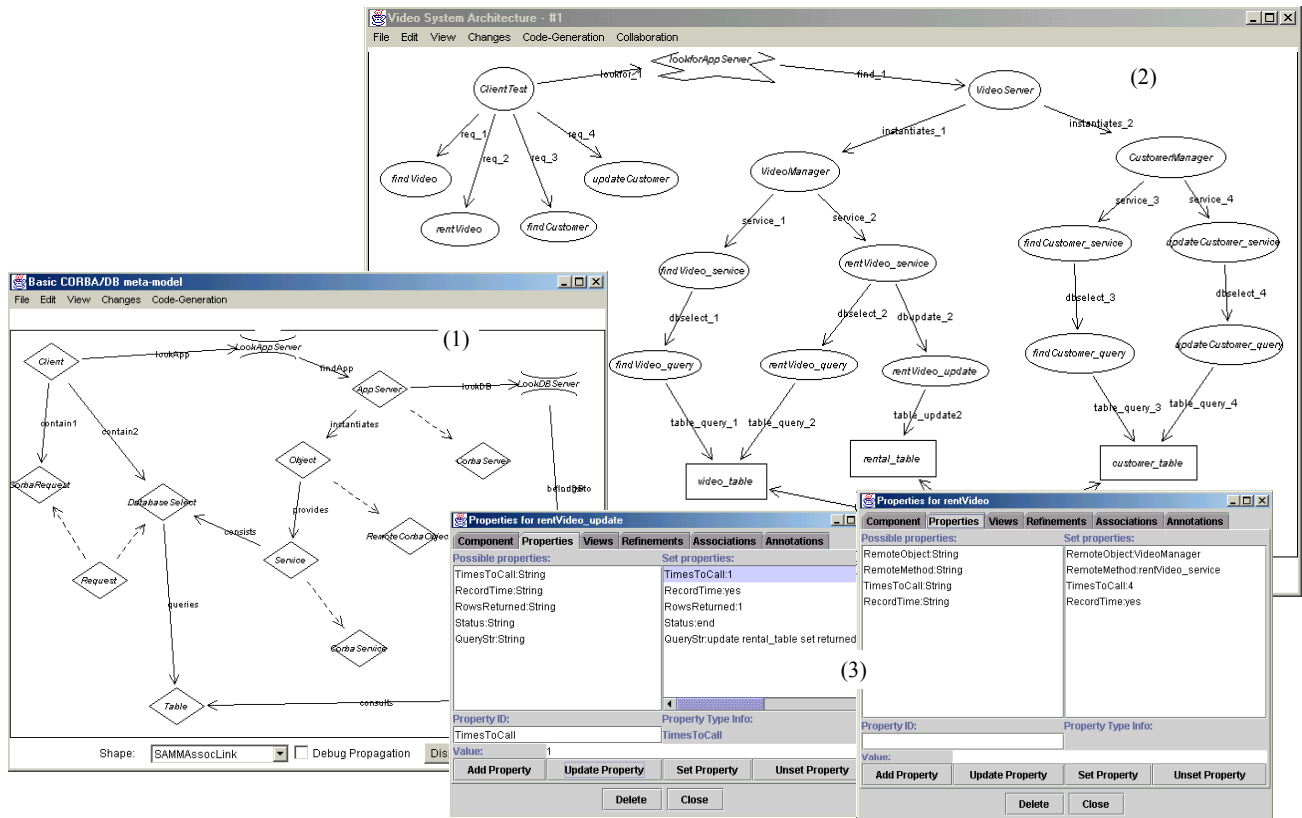 Video System Architecture - #1
File Edit View Changes Code-Generation Collaboration
lookforAppServer
lookfor_1
find_1
(2)
ClientTest
VideoServer
req_1
req_2
req_3
req_4
instantiates_1
instantiates_2
findVideo
updateCustomer
VideoManager
CustomerManager
rentVideo
findCustomer
service_1
service_2
service_3
service_4
findVideo_service
rentVideo_service
findCustomer_service
updateCustomer_service
dbselect_1
dbselect_2
dbupdate_2
dbselect_3
dbselect_4
findVideo_query
rentVideo_query
rentVideo_update
findCustomer_query
updateCustomer_query
table_query_1
table_query_2
table_update2
table_query_3
table_query_4
video_table
rental_table
customer_table
Basic CORBA/DB meta-model
File Edit View Changes Code-Generation
(1)
Client
lookApp
LookAppServer
findApp
AppServer
lookDB
LookDBServer
contain1
contain2
instantiates
Object
CorbaServer
CorbaRequest
DatabaseSelect
provides
RemoteCorbaObject
consists
Service
Request
queries
CorbaService
Table
consults
Shape: SAMMAssocLink Debug Propagation Dis
Properties for rentVideo_update
Component Properties Views Refinements Associations Annotations
Possible properties: Set properties:
TimesToCall:String TimesToCall:1
RecordTime:String RecordTime:yes
RowsReturned:String RowsReturned:1
Status:String Status:end
QueryStr:String QueryStr:update rental_table set returned
Property ID: Property Type Info:
TimesToCall TimesToCall
Value: 1
Add Property Update Property Set Property Unset Property
Delete Close
(3)
Properties for rentVideo
Component Properties Views Refinements Associations Annotations
Possible properties: Set properties:
RemoteObject:String RemoteObject:VideoManager
RemoteMethod:String RemoteMethod:rentVideo_service
TimesToCall:String TimesToCall:4
RecordTime:String RecordTime:yes
Property ID: Property Type Info:
Value:
Add Property Update Property Set Property Unset Property
Delete Close